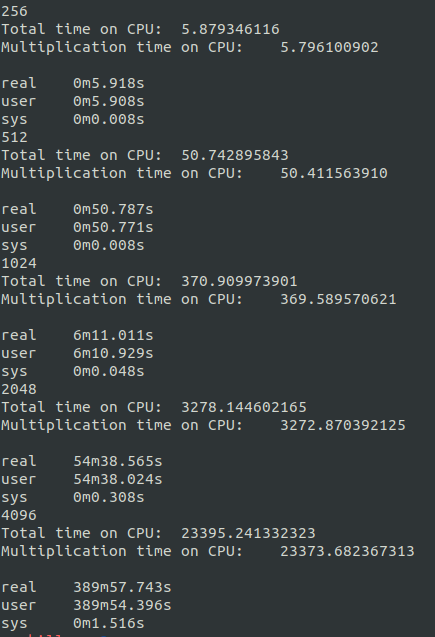 256
Total time on CPU:  5.879346116
Multiplication time on CPU:    5.796100902
real    0m5.918s
user    0m5.908s
sys     0m0.008s
512
Total time on CPU:  50.742895843
Multiplication time on CPU:    50.411563910
real    0m50.787s
user    0m50.771s
sys     0m0.008s
1024
Total time on CPU:  370.909973901
Multiplication time on CPU:    369.589570621
real    6m11.011s
user    6m10.929s
sys     0m0.048s
2048
Total time on CPU:  3278.144602165
Multiplication time on CPU:    3272.870392125
real    54m38.565s
user    54m38.024s
sys     0m0.308s
4096
Total time on CPU:  23395.241332323
Multiplication time on CPU:    23373.682367313
real    389m57.743s
user    389m54.396s
sys     0m1.516s